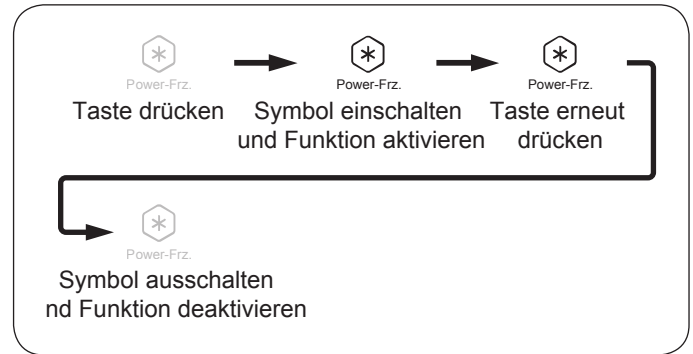 Power-Frz.
Taste drücken
Power-Frz.
Symbol einschalten
und Funktion aktivieren
Power-Frz.
Taste erneut
drücken
Power-Frz.
Symbol ausschalten
nd Funktion deaktivieren